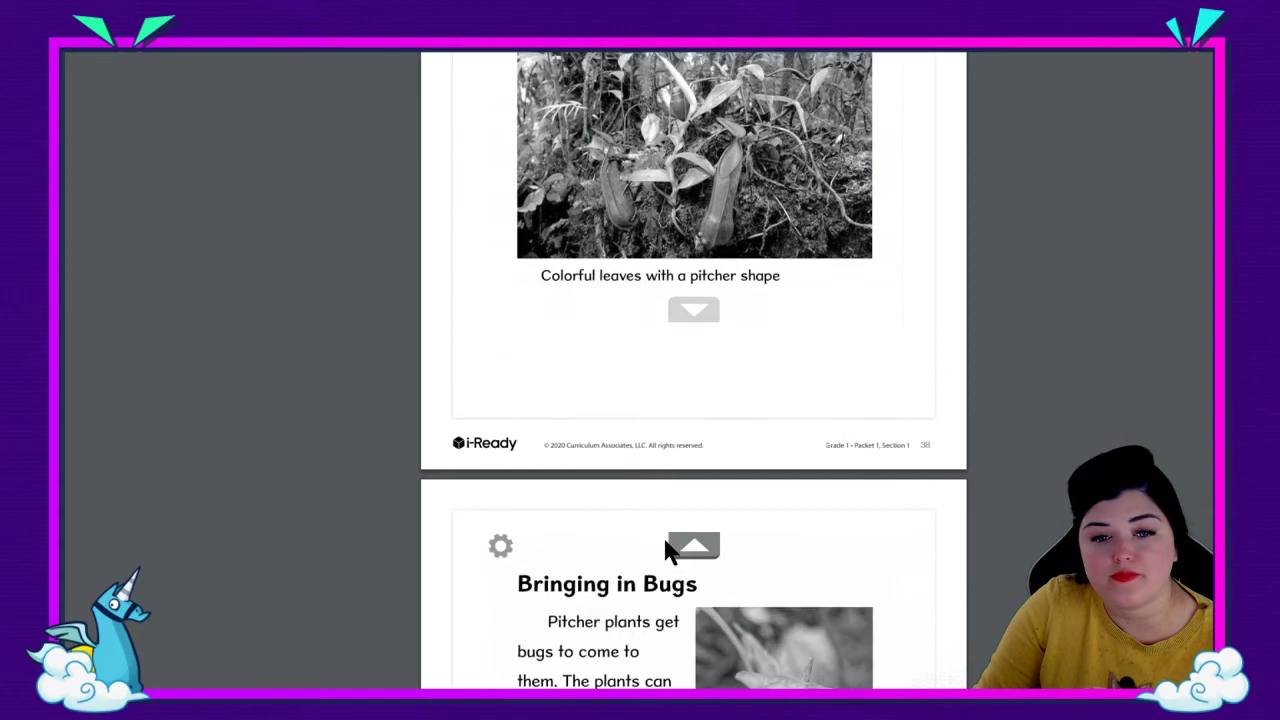 Colorful leaves with a pitcher shape
i-Ready
© 2020 Curriculum Associates, LLC. All rights reserved.
Grade 1 • Packet 1, Section 1 38
Bringing in Bugs
Pitcher plants get
bugs to come to
them. The plants can